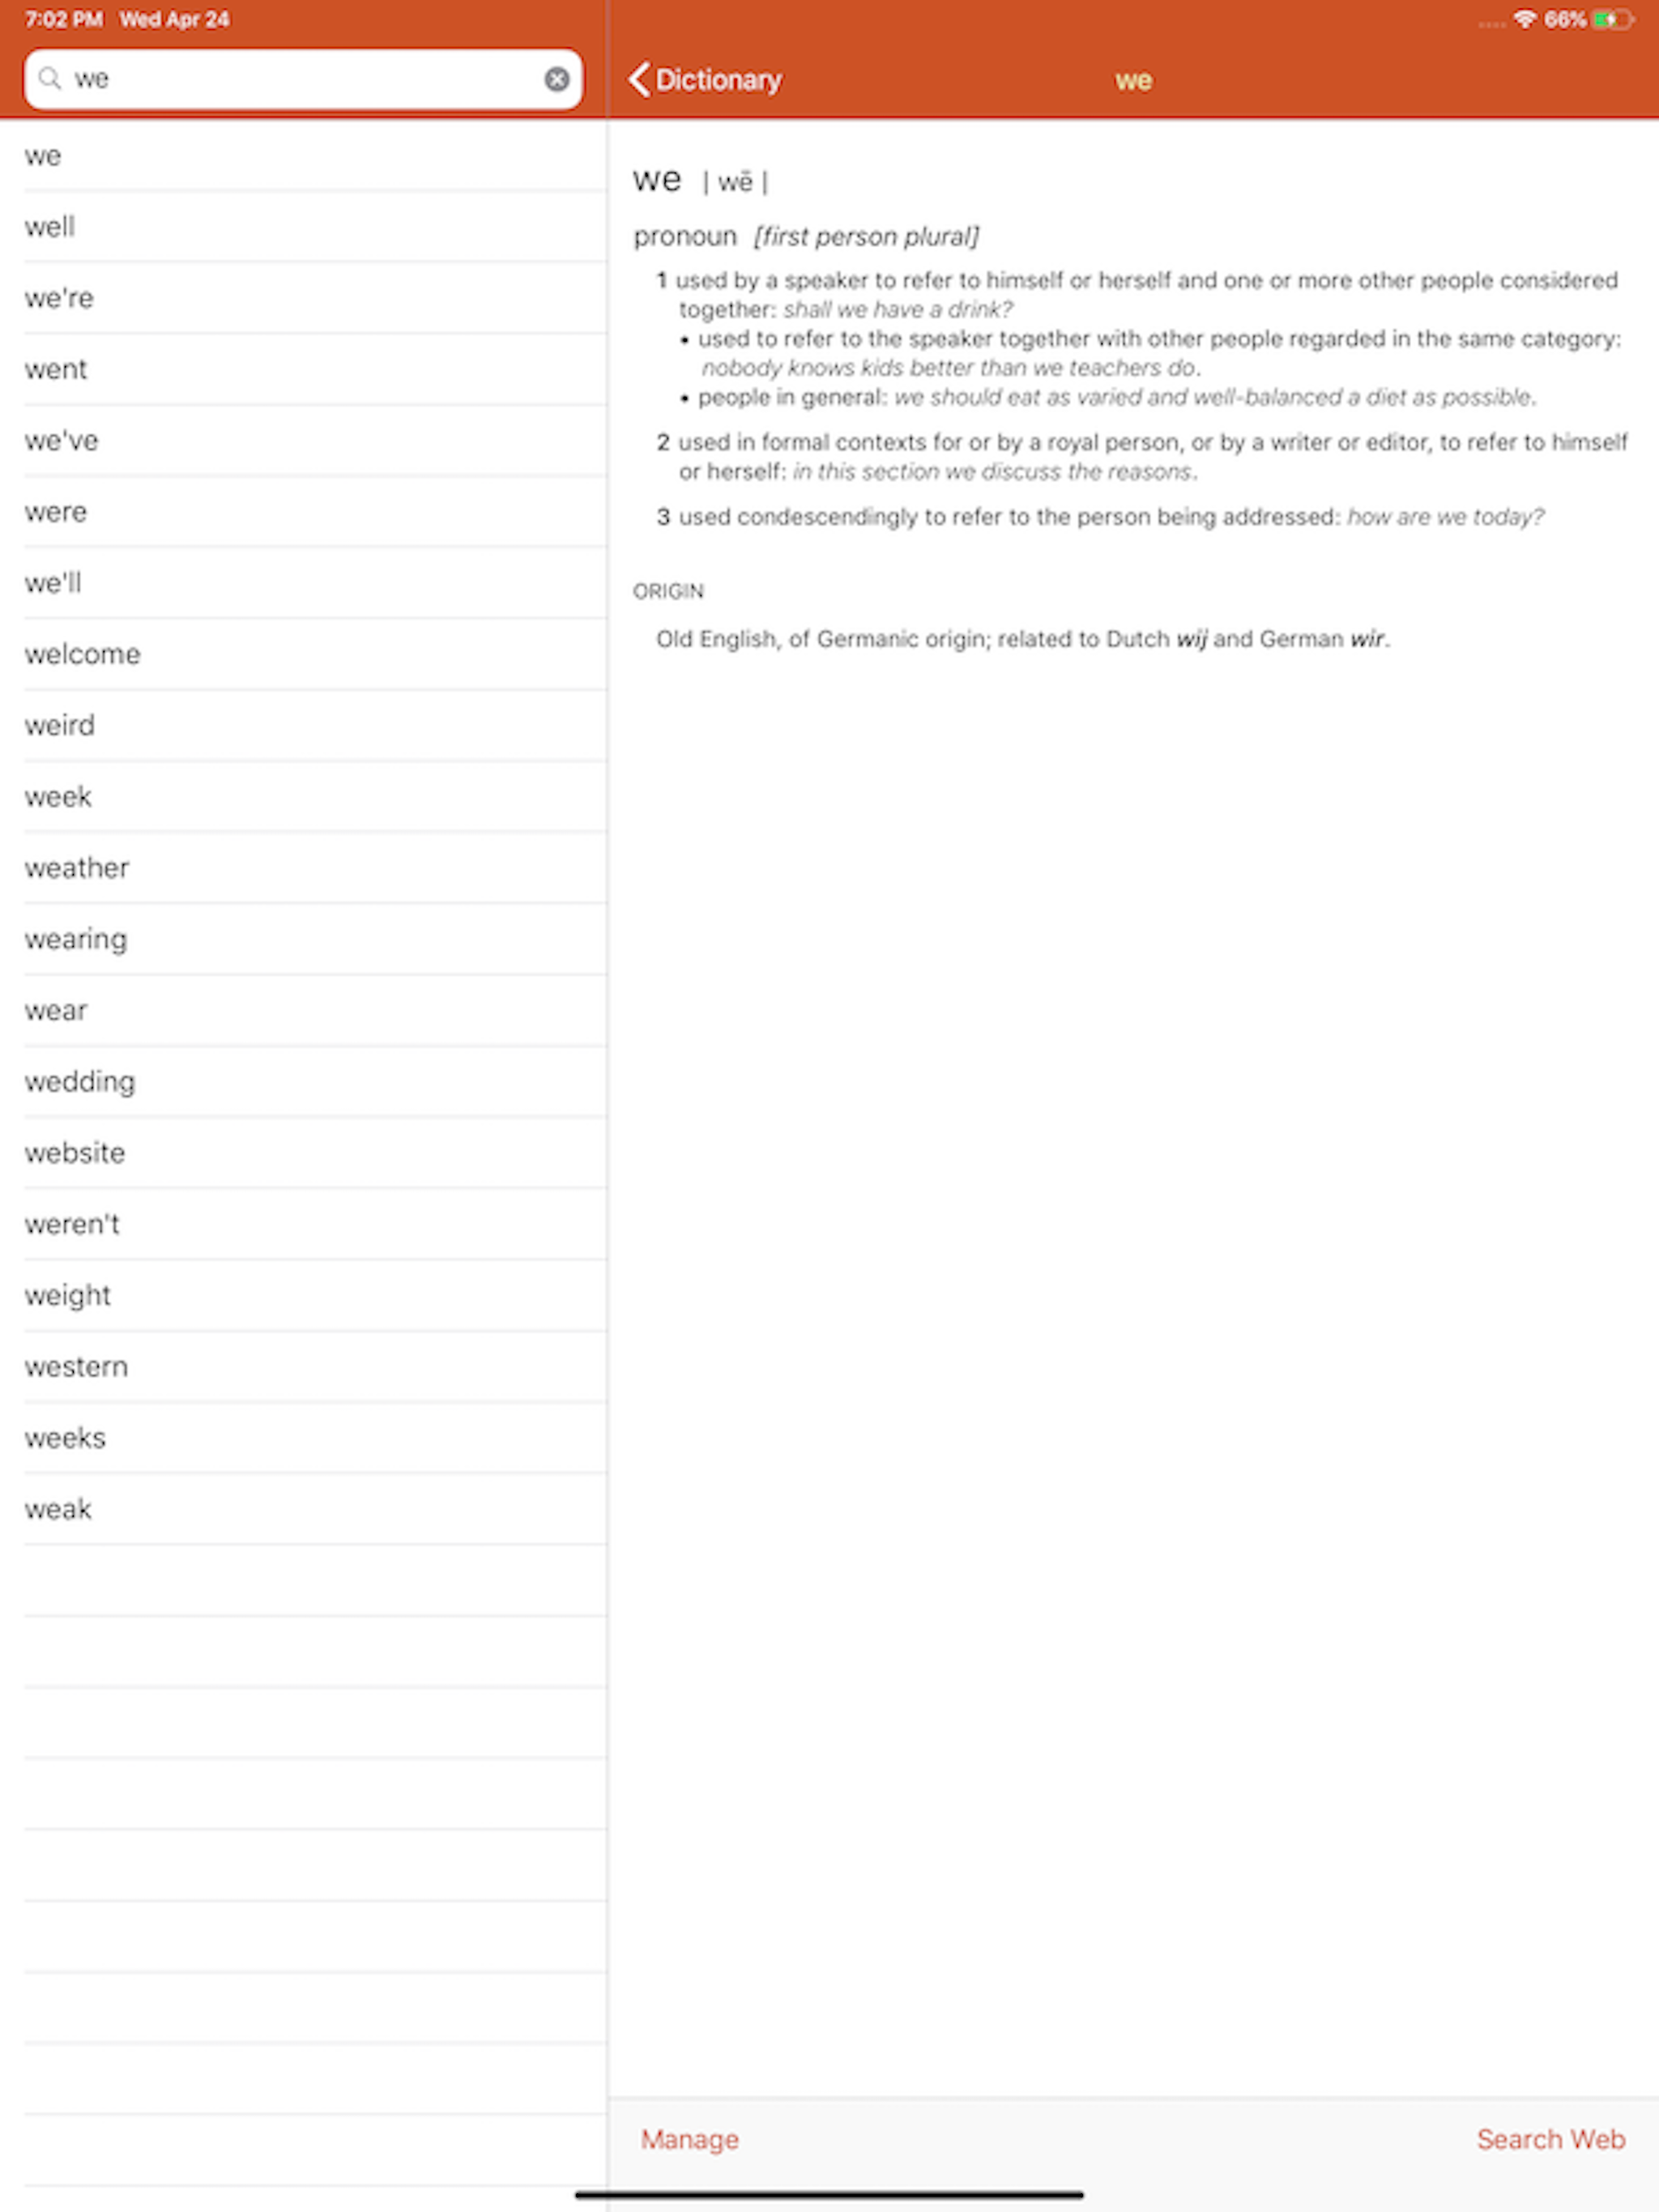 7:02 PM Wed Apr 24
66%
we
Dictionary
we
we
well
we're
went
we've
were
we'll
welcome
weird
week
weather
wearing
wear
wedding
website
weren't
weight
western
weeks
weak
we | wē |
pronoun [first person plural]
1 used by a speaker to refer to himself or herself and one or more other people considered
together: shall we have a drink?
• used to refer to the speaker together with other people regarded in the same category:
nobody knows kids better than we teachers do.
• people in general: we should eat as varied and well-balanced a diet as possible.
2 used in formal contexts for or by a royal person, or by a writer or editor, to refer to himself
or herself: in this section we discuss the reasons.
3 used condescendingly to refer to the person being addressed: how are we today?
ORIGIN
Old English, of Germanic origin; related to Dutch wij and German wir.
Manage
Search Web